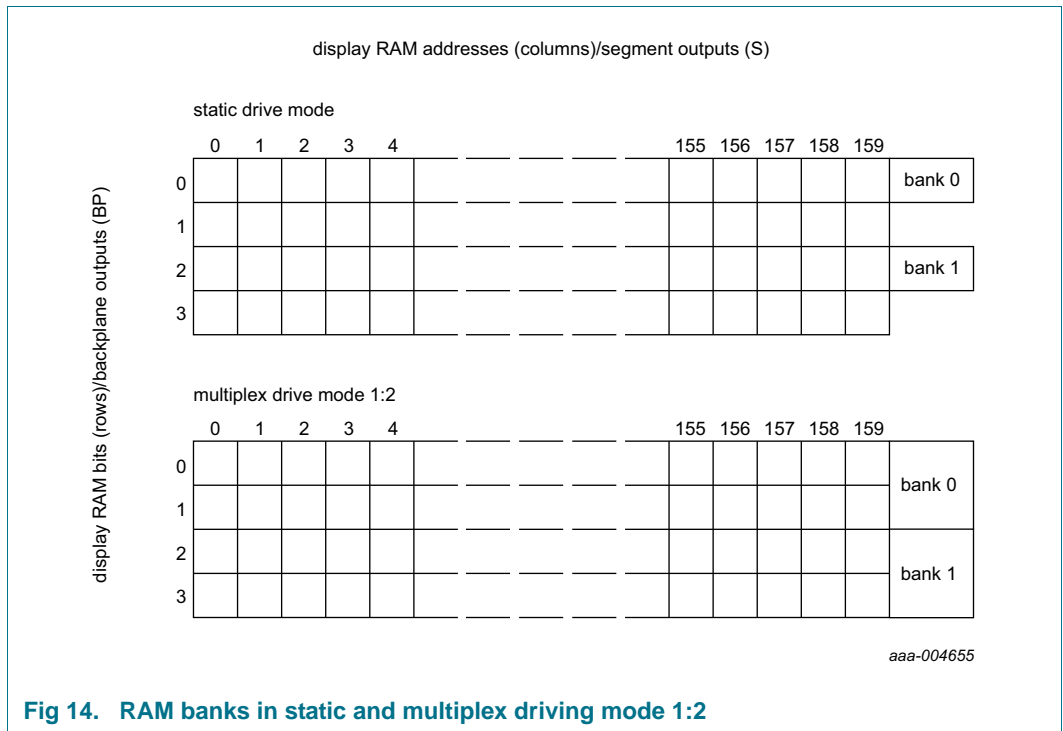 display RAM addresses (columns)/segment outputs (S)
display RAM bits (rows)/backplane outputs (BP)
static drive mode
0 1 2 3 4 155 156 157 158 159
0 bank 0
1
2 bank 1
3
multiplex drive mode 1:2
0 1 2 3 4 155 156 157 158 159
0
bank 0
1
2
bank 1
3
aaa-004655
Fig 14. RAM banks in static and multiplex driving mode 1:2